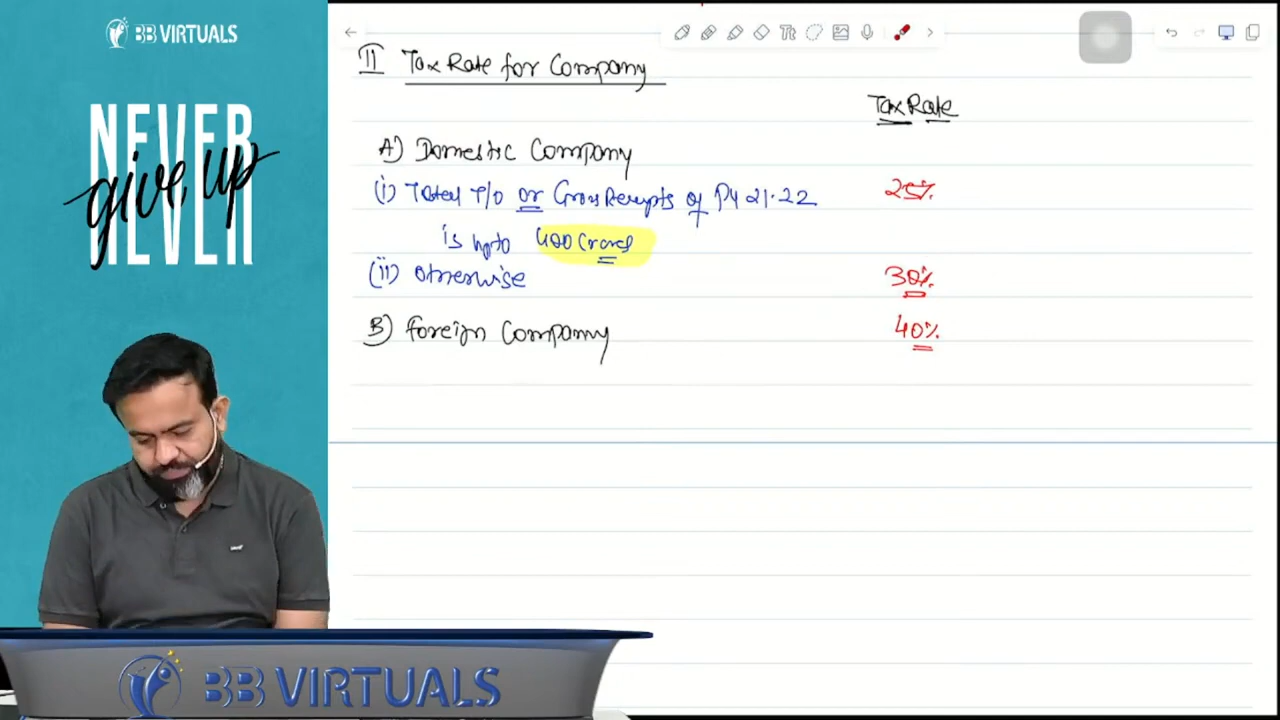 BB VIRTUALS
NEVER
give up
NEVER
II Tax Rate for Company
Tax Rate
A) Domestic Company
(i) Total T/O or Gross Receipts of PY 21-22 25%
is upto 400 Crores
(ii) Otherwise 30%
B) Foreign Company 40%
BB VIRTUALS